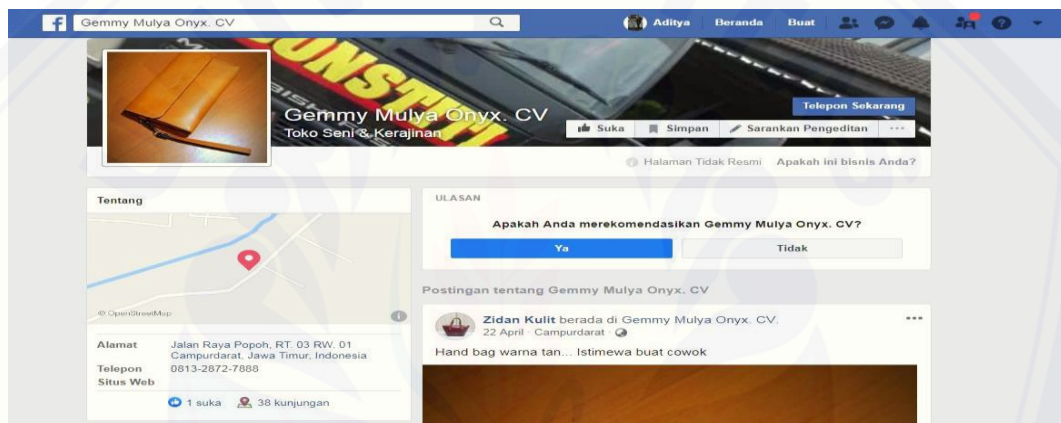 Gemmy Mulya Onyx. CV
Aditya Beranda Buat
Gemmy Mulya Onyx. CV
Toko Seni & Kerajinan
Telepon Sekarang
Suka Simpan Sarankan Pengeditan ...
Halaman Tidak Resmi Apakah ini bisnis Anda?
Tentang
© OpenStreetMap
Alamat Jalan Raya Popoh, RT. 03 RW. 01
Campurdarat, Jawa Timur, Indonesia
Telepon 0813-2872-7888
Situs Web
1 suka 38 kunjungan
ULASAN
Apakah Anda merekomendasikan Gemmy Mulya Onyx. CV?
Ya Tidak
Postingan tentang Gemmy Mulya Onyx. CV
Zidan Kulit berada di Gemmy Mulya Onyx. CV.
22 April · Campurdarat ·
Hand bag warna tan... Istimewa buat cowok